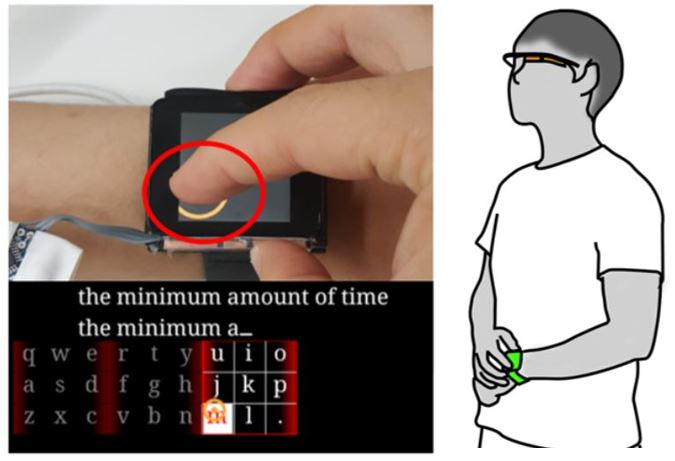 the minimum amount of time
the minimum a_
q w e r t y u i o
a s d f g h j k p
z x c v b n m l .